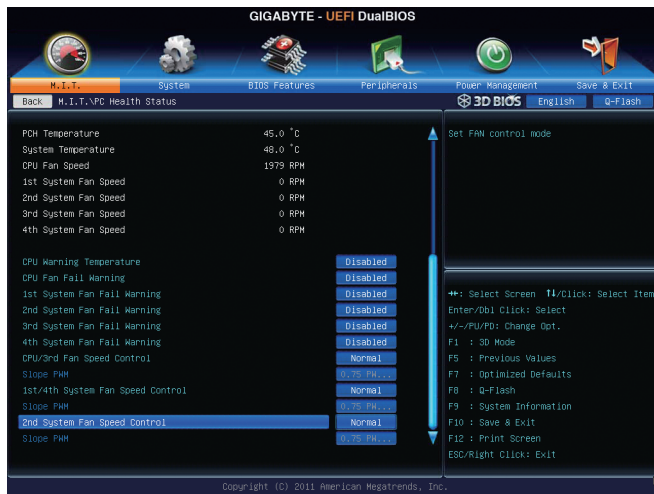 GIGABYTE - UEFI DualBIOS
M.I.T. System BIOS Features Peripherals Power Management Save & Exit
Back M.I.T.\PC Health Status 3D BIOS English Q-Flash
PCH Temperature 45.0 °C
System Temperature 48.0 °C
CPU Fan Speed 1979 RPM
1st System Fan Speed 0 RPM
2nd System Fan Speed 0 RPM
3rd System Fan Speed 0 RPM
4th System Fan Speed 0 RPM
CPU Warning Temperature Disabled
CPU Fan Fail Warning Disabled
1st System Fan Fail Warning Disabled
2nd System Fan Fail Warning Disabled
3rd System Fan Fail Warning Disabled
4th System Fan Fail Warning Disabled
CPU/3rd Fan Speed Control Normal
Slope PWM 0.75 PW...
1st/4th System Fan Speed Control Normal
Slope PWM 0.75 PW...
2nd System Fan Speed Control Normal
Slope PWM 0.75 PW...
Set FAN control mode
→←: Select Screen ↑↓/Click: Select Item
Enter/Dbl Click: Select
+/-/PU/PD: Change Opt.
F1 : 3D Mode
F5 : Previous Values
F7 : Optimized Defaults
F8 : Q-Flash
F9 : System Information
F10 : Save & Exit
F12 : Print Screen
ESC/Right Click: Exit
Copyright (C) 2011 American Megatrends, Inc.